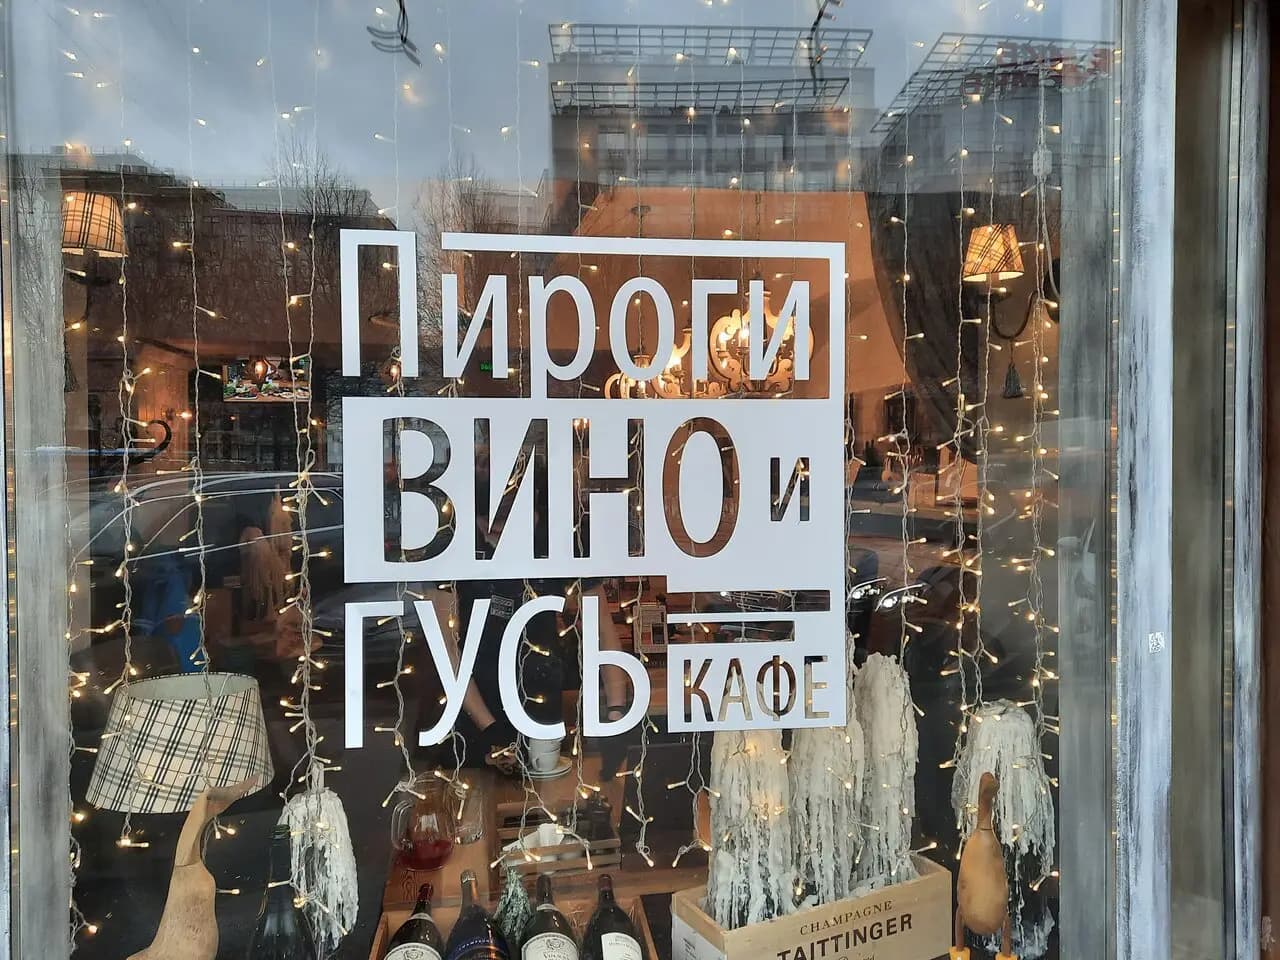 Пироги
ВИНО и
ГУСЬ
КАФЕ
CHAMPAGNE
TAITTINGER